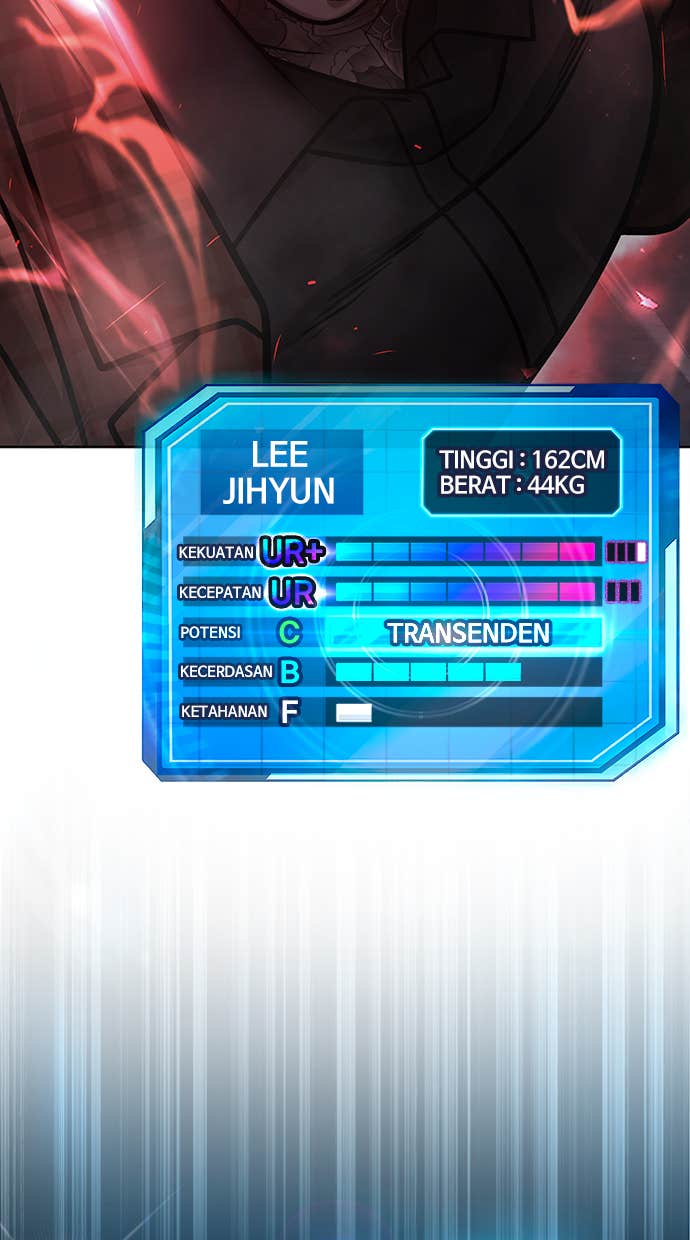 LEE
JIHYUN
TINGGI : 162CM
BERAT : 44KG
KEKUATAN UR+
KECEPATAN UR
POTENSI C TRANSENDEN
KECERDASAN B
KETAHANAN F